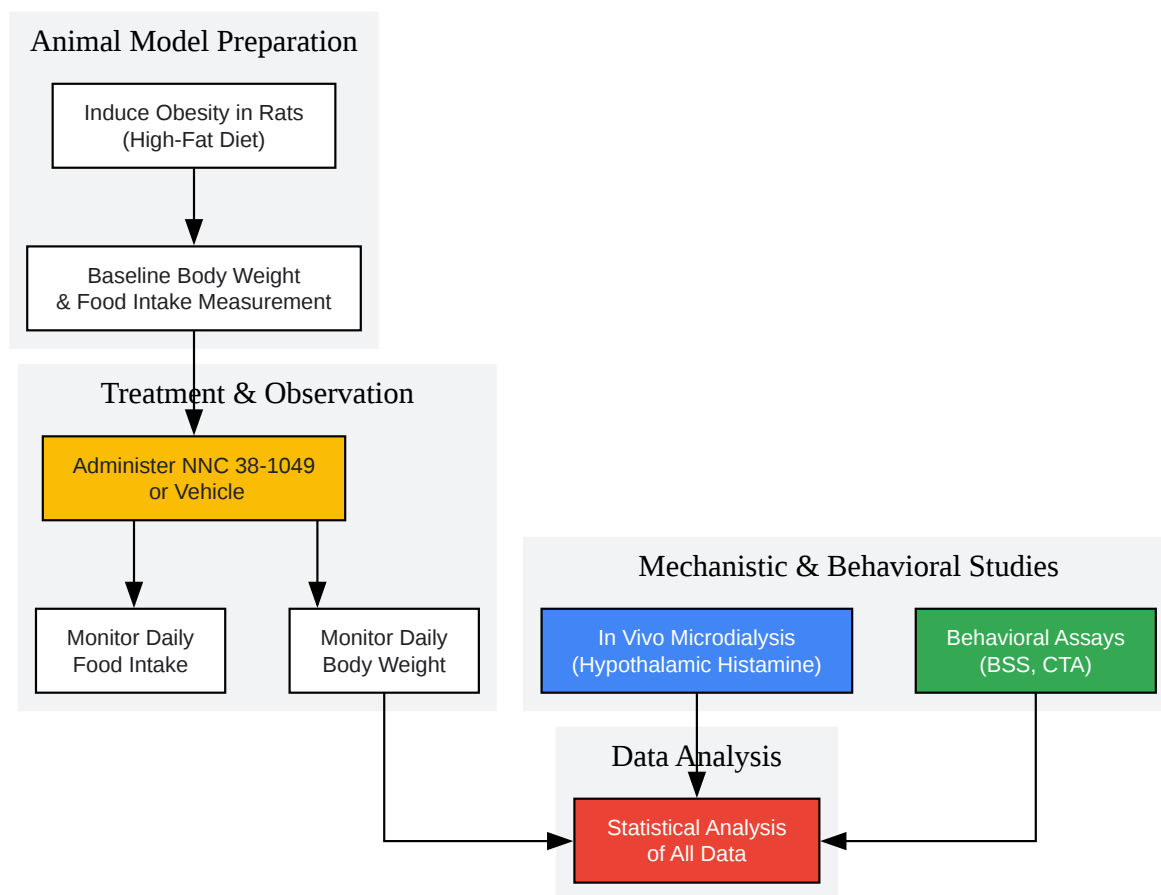 Animal Model Preparation
Induce Obesity in Rats
(High-Fat Diet)
Baseline Body Weight
& Food Intake Measurement
Treatment & Observation
Administer NNC 38-1049
or Vehicle
Monitor Daily
Food Intake
Monitor Daily
Body Weight
Mechanistic & Behavioral Studies
In Vivo Microdialysis
(Hypothalamic Histamine)
Behavioral Assays
(BSS, CTA)
Data Analysis
Statistical Analysis
of All Data